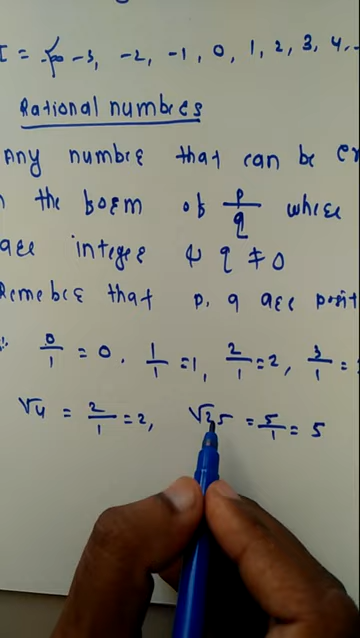 I = {-∞ -3, -2, -1, 0, 1, 2, 3, 4..
Rational numbers
Any number that can be
the form of p/q where
are integer & q ≠ 0
Remeber that p, q are
0/1 = 0, 1/1 = 1, 2/1 = 2, 3/1 =
√4 = 2/1 = 2, √25 = 5/1 = 5